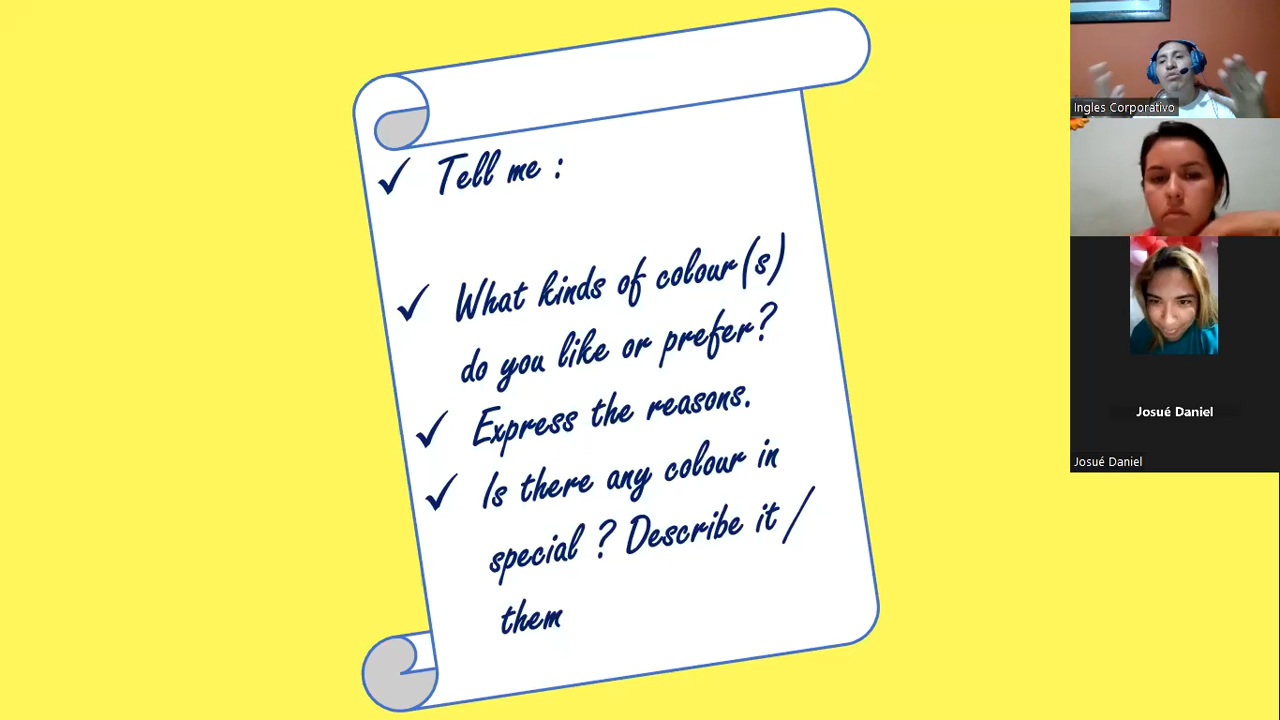 Tell me :
What kinds of colour(s)
do you like or prefer?
Express the reasons.
Is there any colour in
special ? Describe it /
them
Ingles Corporativo
Josué Daniel
Josué Daniel